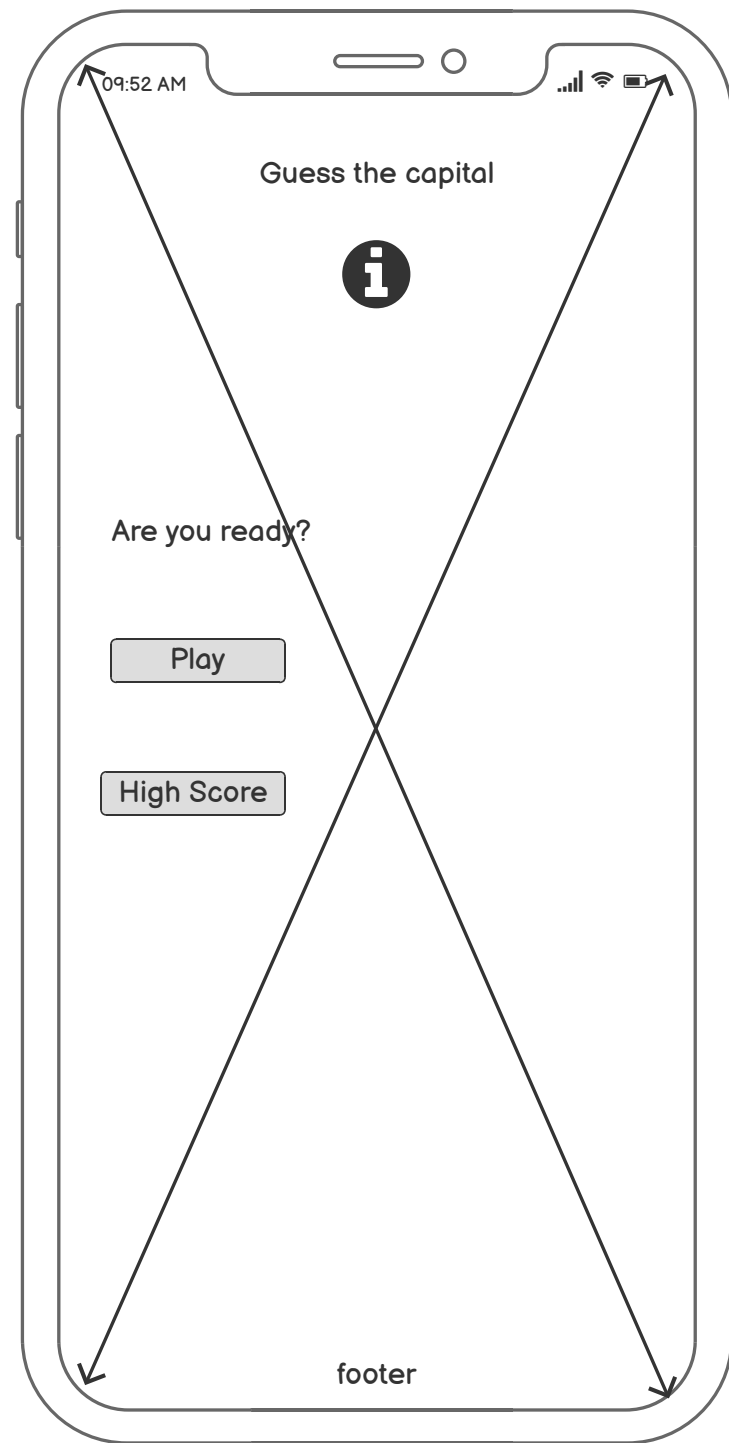 09:52 AM
Guess the capital
i
Are you ready?
Play
High Score
footer